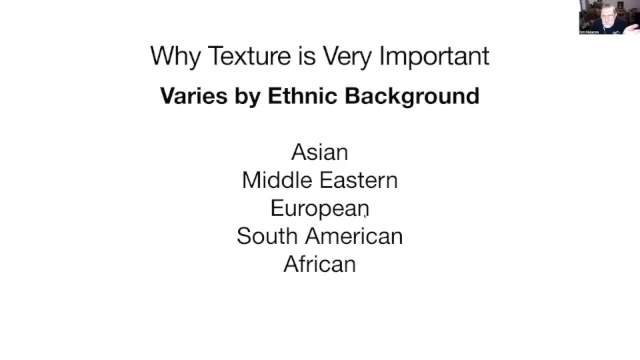 Why Texture is Very Important
Varies by Ethnic Background
Asian
Middle Eastern
European
South American
African